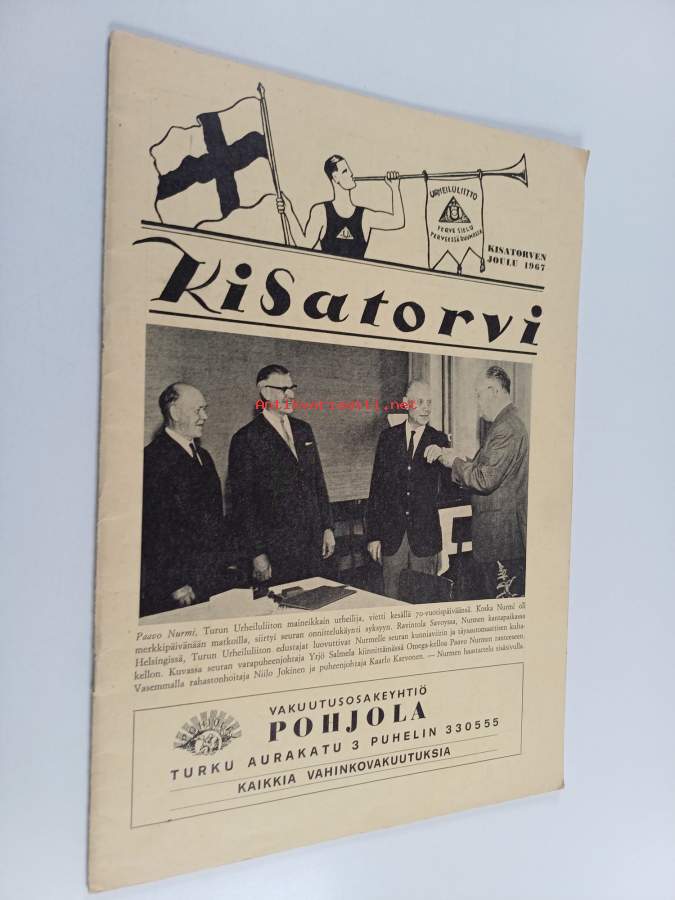 URHEILULIITTO
TERVE SIELU
TERVEESSÄ RUUMIISSA
KISATORVEN
JOULU 1967
Kisatorvi
Antikvariaatti.net
Paavo Nurmi, Turun Urheiluliiton maineikkain urheilija, vietti kesällä 70-vuotispäiväänsä. Koska Nurmi oli
merkkipäivänään matkoilla, siirtyi seuran onnittelukäynti syksyyn. Ravintola Savoyssa, Nurmen kantapaikassa
Helsingissä, Turun Urheiluliiton edustajat luovuttivat Nurmelle seuran kunniaviirin ja täysautomaattisen kulta-
kellon. Kuvassa seuran varapuheenjohtaja Yrjö Salmela kiinnittämässä Omega-kelloa Paavo Nurmen ranteeseen.
Vasemmalla rahastonhoitaja Niilo Jokinen ja puheenjohtaja Kaarlo Karvonen. — Nurmen haastattelu sisäsivulla.
POHJOLA
VAKUUTUSOSAKEYHTIÖ
POHJOLA
TURKU AURAKATU 3 PUHELIN 330555
KAIKKIA VAHINKOVAKUUTUKSIA